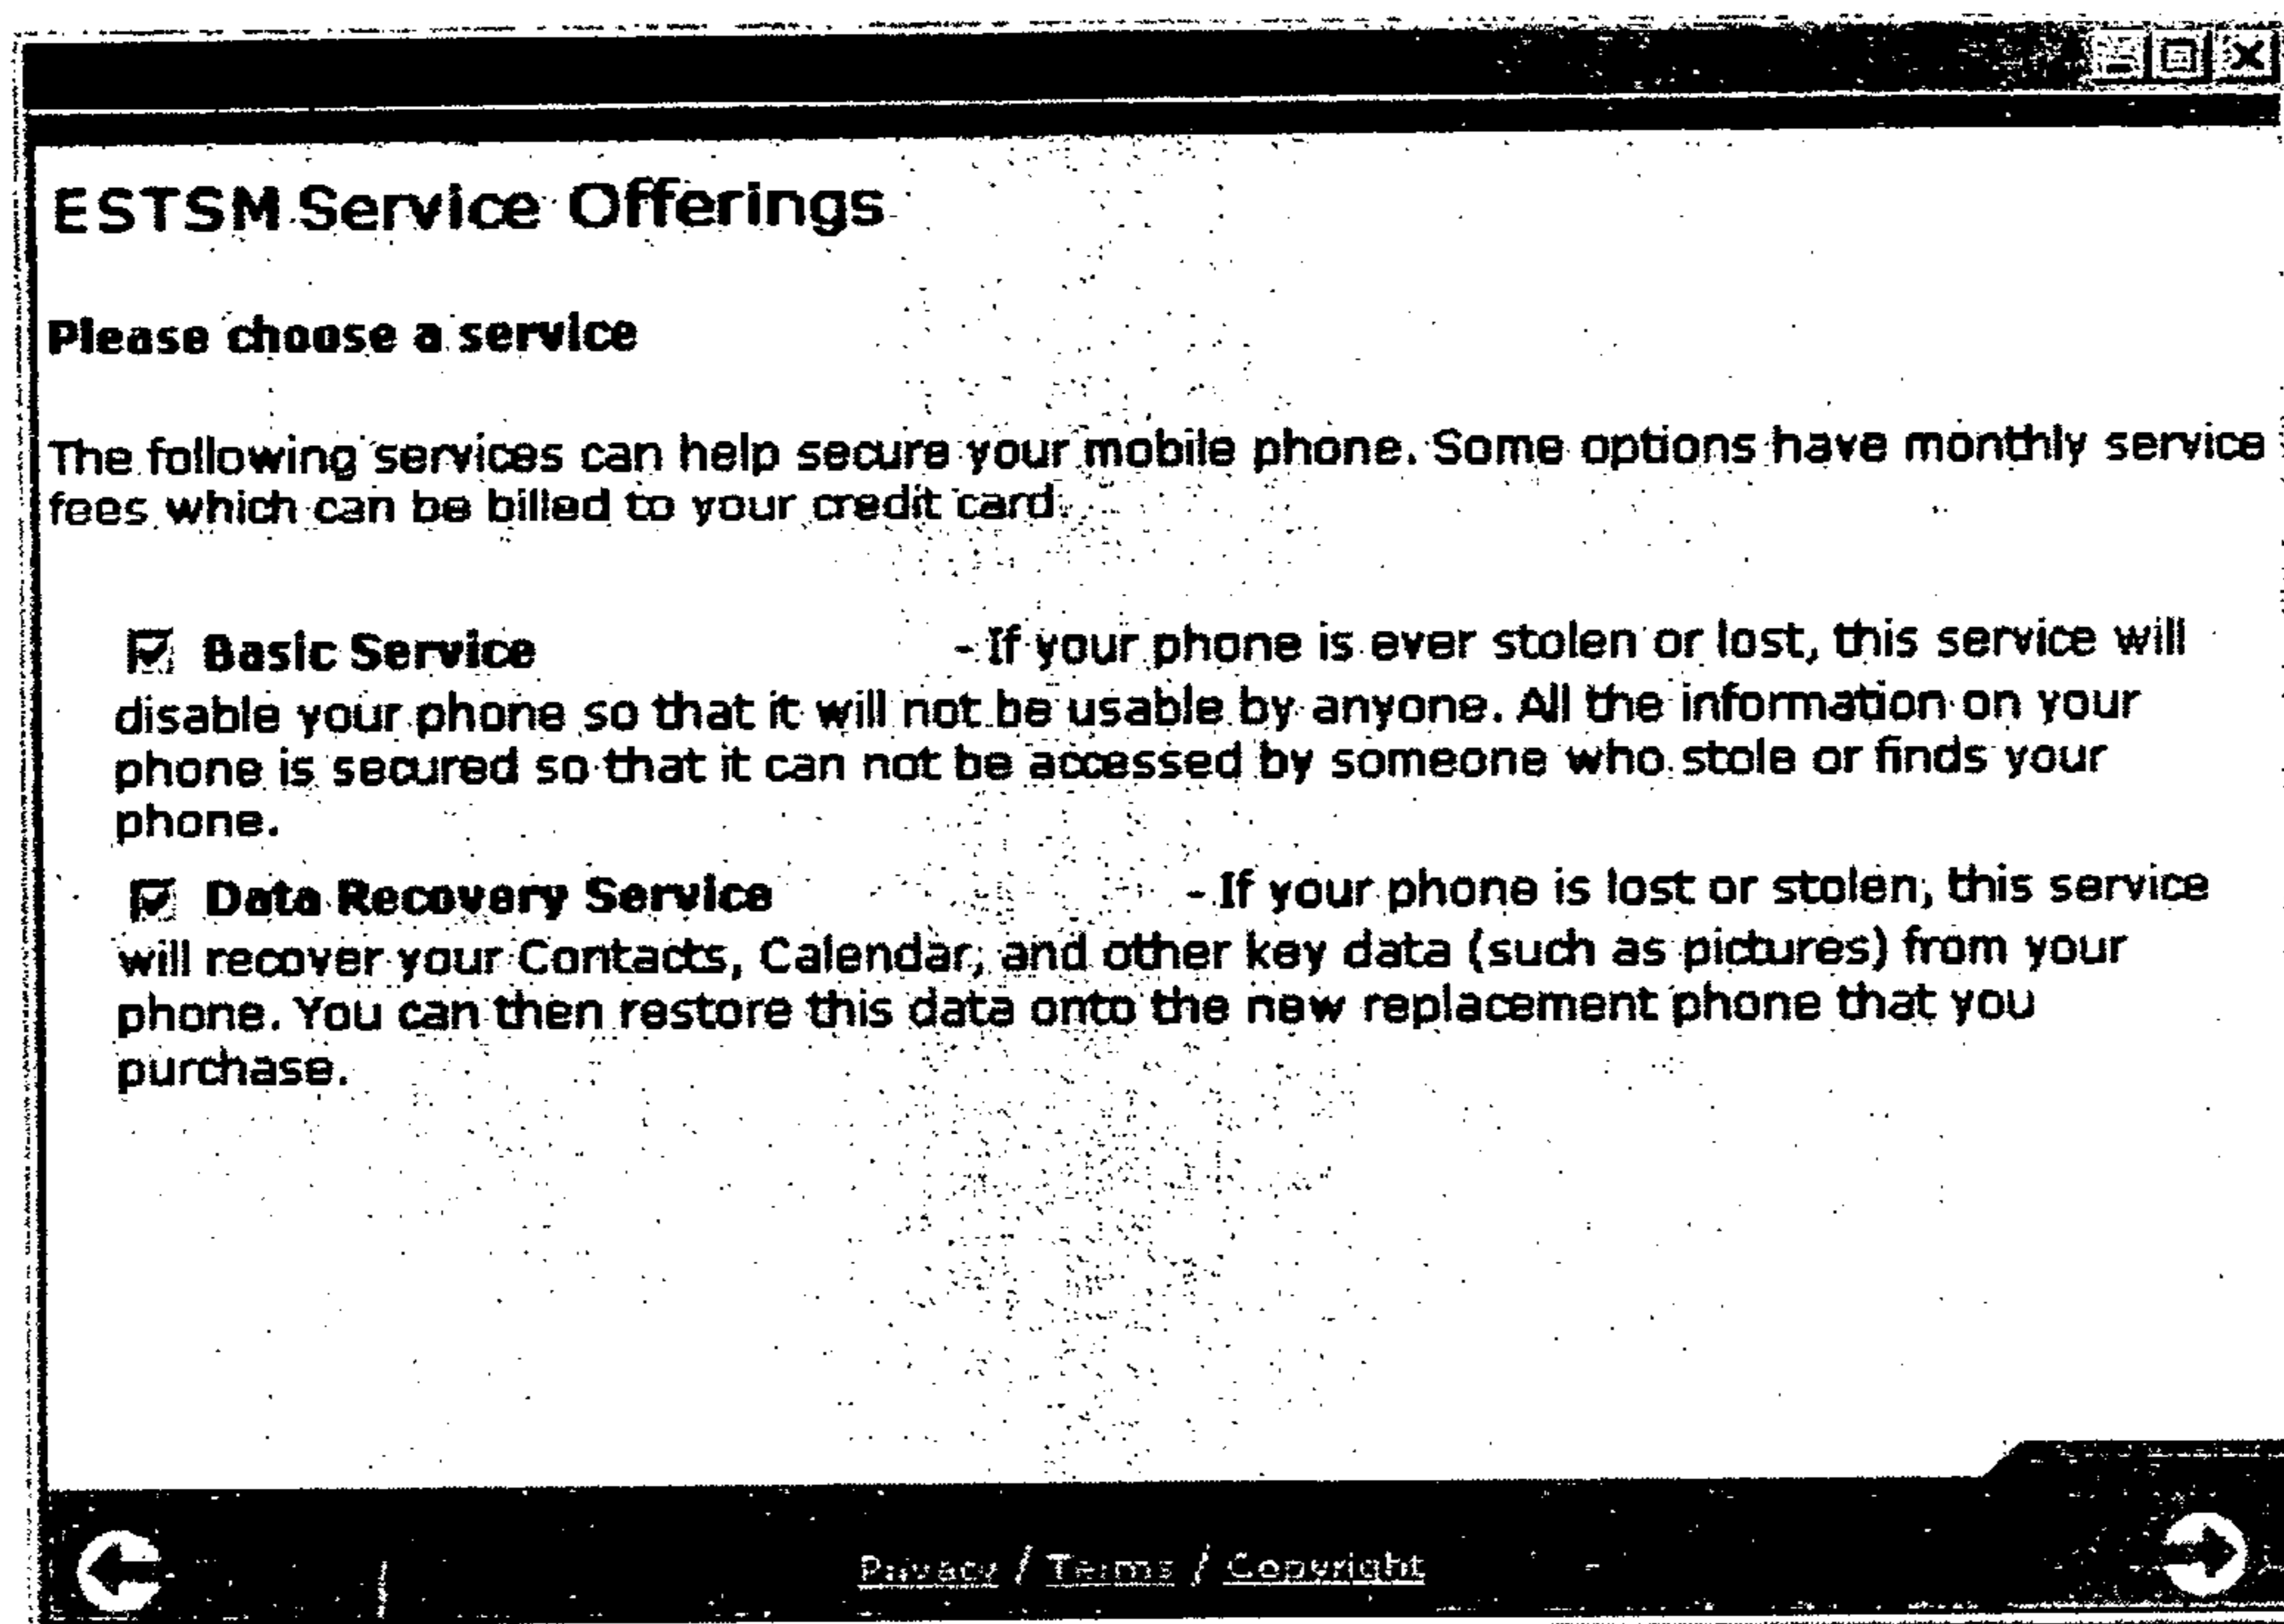 ESTSM Service Offerings
Please choose a service
The following services can help secure your mobile phone. Some options have monthly service
fees which can be billed to your credit card.
Basic Service - If your phone is ever stolen or lost, this service will
disable your phone so that it will not be usable by anyone. All the information on your
phone is secured so that it can not be accessed by someone who stole or finds your
phone.
Data Recovery Service - If your phone is lost or stolen, this service
will recover your Contacts, Calendar, and other key data (such as pictures) from your
phone. You can then restore this data onto the new replacement phone that you
purchase.
Privacy / Terms / Copyright